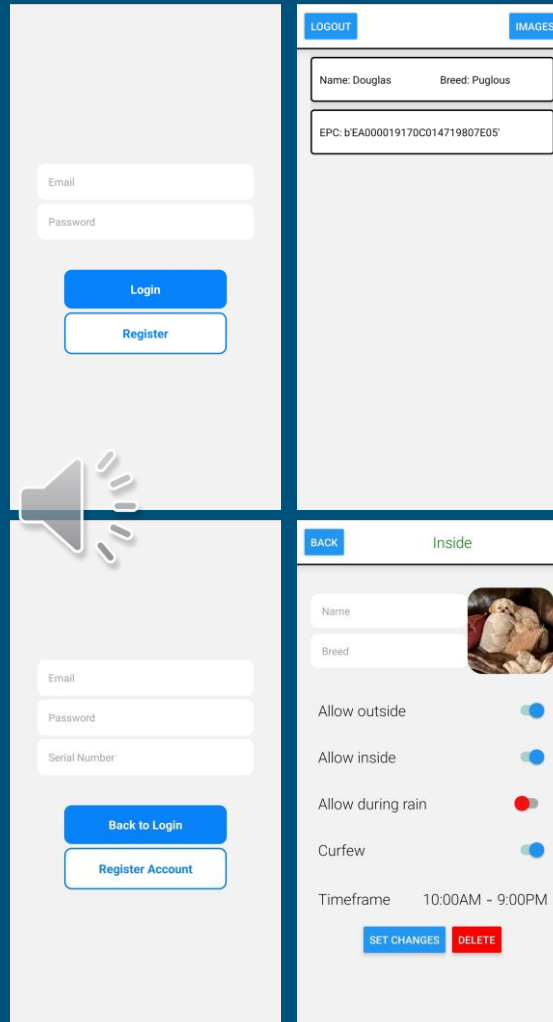 Email
Password
Login
Register
LOGOUT
IMAGES
Name: Douglas Breed: Puglous
EPC: b'EA000019170C014719807E05'
Email
Password
Serial Number
Back to Login
Register Account
BACK
Inside
Name
Breed
Allow outside
Allow inside
Allow during rain
Curfew
Timeframe 10:00AM - 9:00PM
SET CHANGES
DELETE